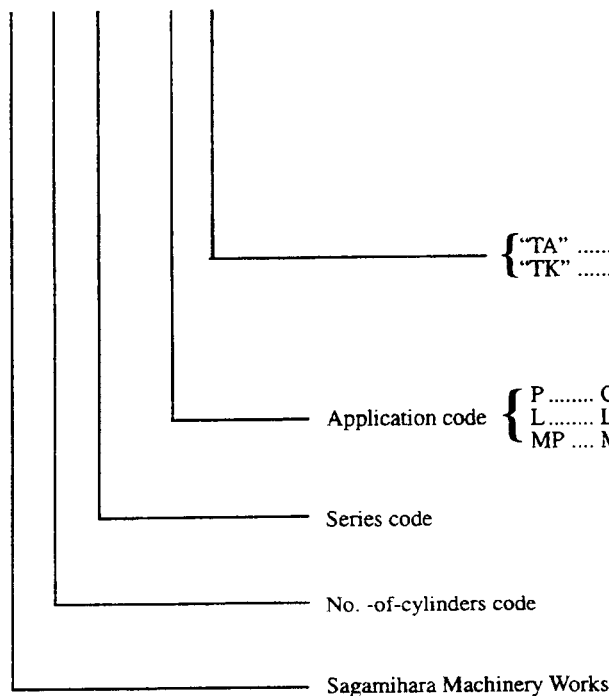 “TA” ......
“TK” ......
Application code
P ........
L ........
MP ....
Series code
No. -of-cylinders code
Sagamihara Machinery Works